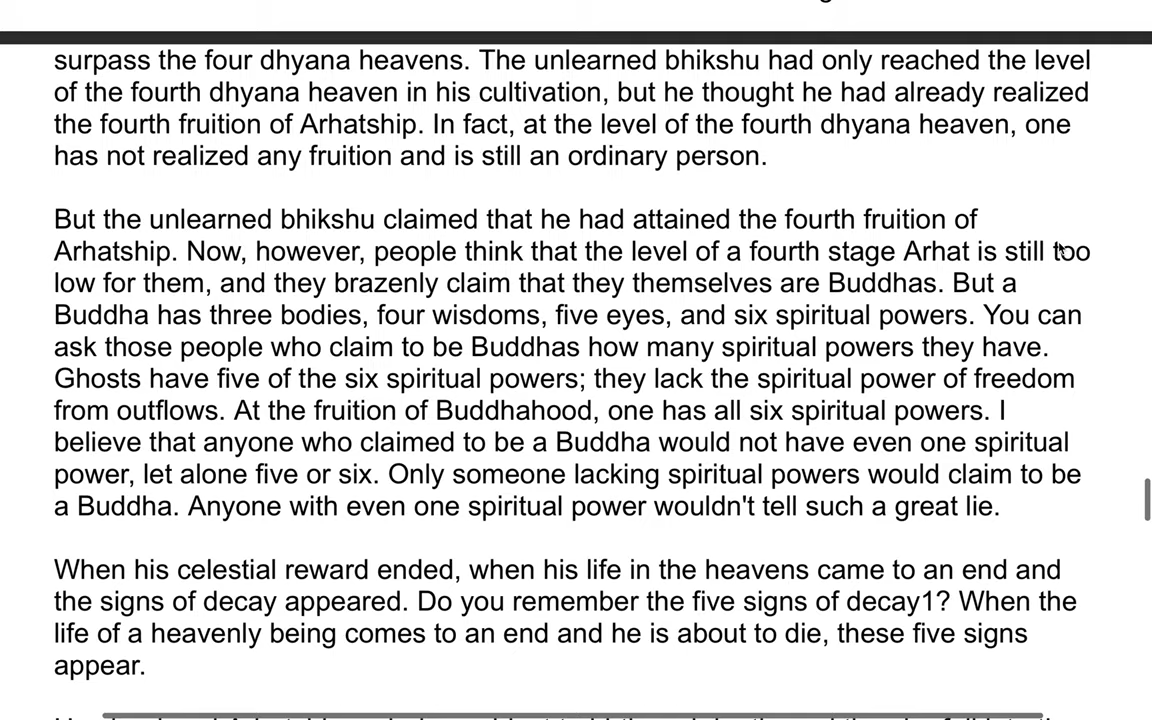 surpass the four dhyana heavens. The unlearned bhikshu had only reached the level
of the fourth dhyana heaven in his cultivation, but he thought he had already realized
the fourth fruition of Arhatship. In fact, at the level of the fourth dhyana heaven, one
has not realized any fruition and is still an ordinary person.
But the unlearned bhikshu claimed that he had attained the fourth fruition of
Arhatship. Now, however, people think that the level of a fourth stage Arhat is still too
low for them, and they brazenly claim that they themselves are Buddhas. But a
Buddha has three bodies, four wisdoms, five eyes, and six spiritual powers. You can
ask those people who claim to be Buddhas how many spiritual powers they have.
Ghosts have five of the six spiritual powers; they lack the spiritual power of freedom
from outflows. At the fruition of Buddhahood, one has all six spiritual powers. I
believe that anyone who claimed to be a Buddha would not have even one spiritual
power, let alone five or six. Only someone lacking spiritual powers would claim to be
a Buddha. Anyone with even one spiritual power wouldn't tell such a great lie.
When his celestial reward ended, when his life in the heavens came to an end and
the signs of decay appeared. Do you remember the five signs of decay1? When the
life of a heavenly being comes to an end and he is about to die, these five signs
appear.